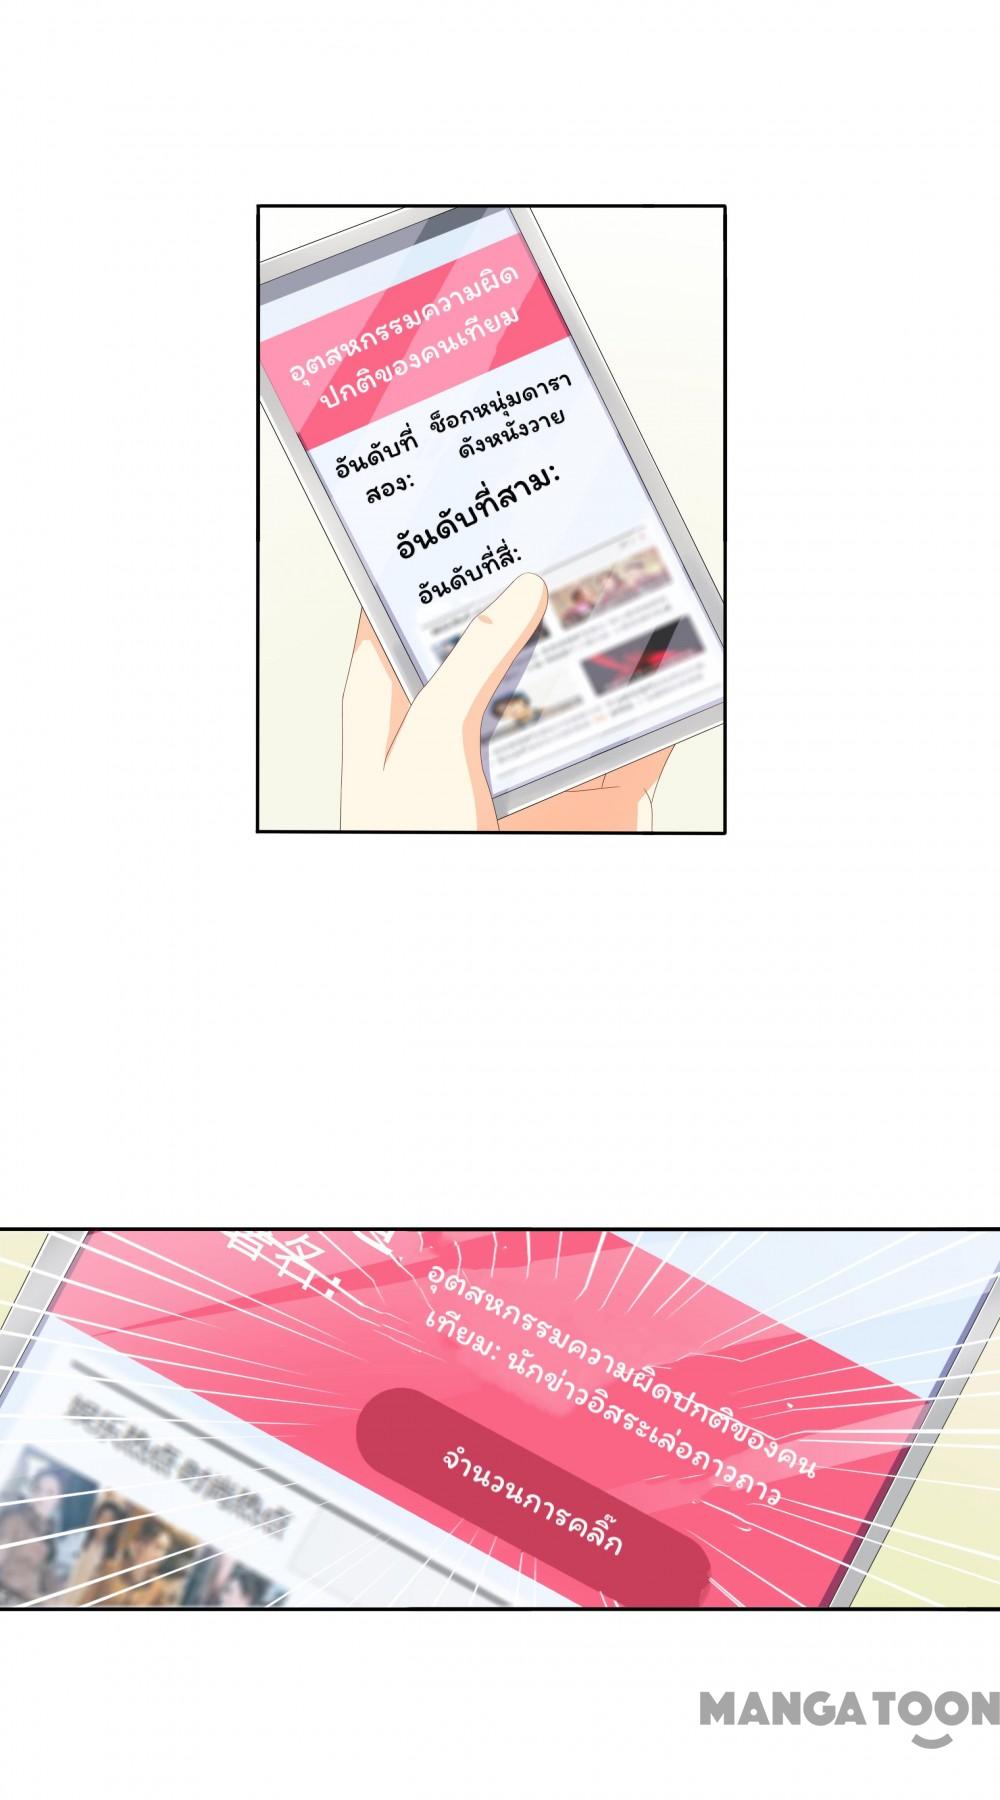 อุตสหกรรมความผิด
ปกติของคนเทียม
อันดับที่
สอง:
ช็อกหนุ่มดารา
ดังหนังวาย
อันดับที่สาม:
อันดับที่สี่:
อุตสหกรรมความผิดปกติของคน
เทียม: นักข่าวอิสระเล่อถาวถาว
จำนวนการคลิ๊ก
MANGATOON